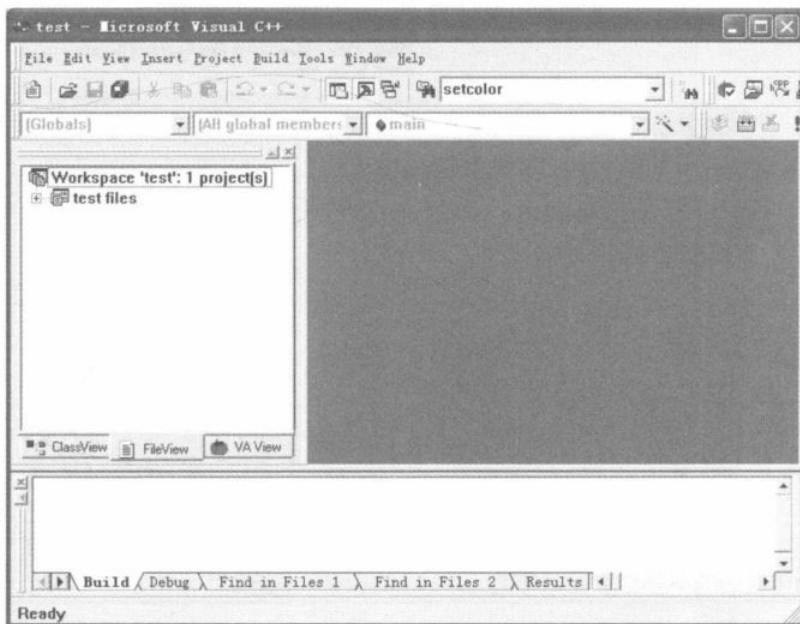 test - Microsoft Visual C++
File Edit View Insert Project Build Tools Window Help
setcolor
(Globals) (All global members main
Workspace 'test': 1 project(s)
test files
ClassView FileView VA View
Build Debug Find in Files 1 Find in Files 2 Results
Ready